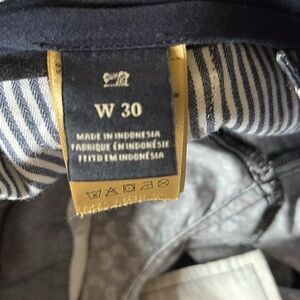 W 30
MADE IN INDONESIA
FABRIQUÉ EN INDONÉSIE
FEITO EM INDONÉSIA